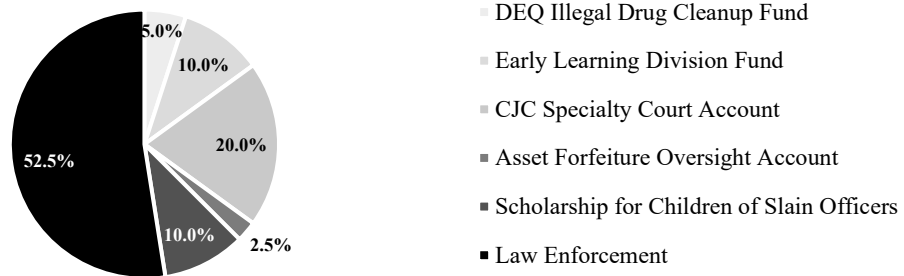 5.0%
10.0%
20.0%
2.5%
10.0%
52.5%
DEQ Illegal Drug Cleanup Fund
Early Learning Division Fund
CJC Specialty Court Account
Asset Forfeiture Oversight Account
Scholarship for Children of Slain Officers
Law Enforcement